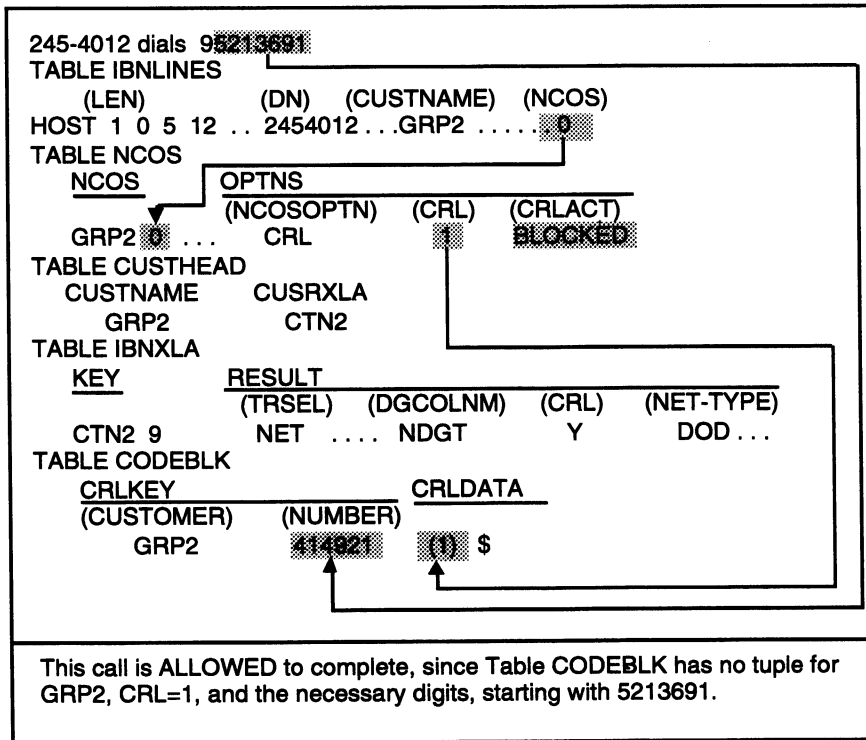 245-4012 dials 95213691
TABLE IBNLINES
(LEN) (DN) (CUSTNAME) (NCOS)
HOST 1 0 5 12 . . 2454012 . . . GRP2 . . . . . . 0
TABLE NCOS
NCOS OPTNS
(NCOSOPTN) (CRL) (CRLACT)
GRP2 0 . . . CRL 1 BLOCKED
TABLE CUSTHEAD
CUSTNAME CUSRXLA
GRP2 CTN2
TABLE IBNXLA
KEY RESULT
(TRSEL) (DGCOLNM) (CRL) (NET-TYPE)
CTN2 9 NET . . . . NDGT Y DOD . . .
TABLE CODEBLK
CRLKEY CRLDATA
(CUSTOMER) (NUMBER)
GRP2 414921 (1) $
This call is ALLOWED to complete, since Table CODEBLK has no tuple for
GRP2, CRL=1, and the necessary digits, starting with 5213691.